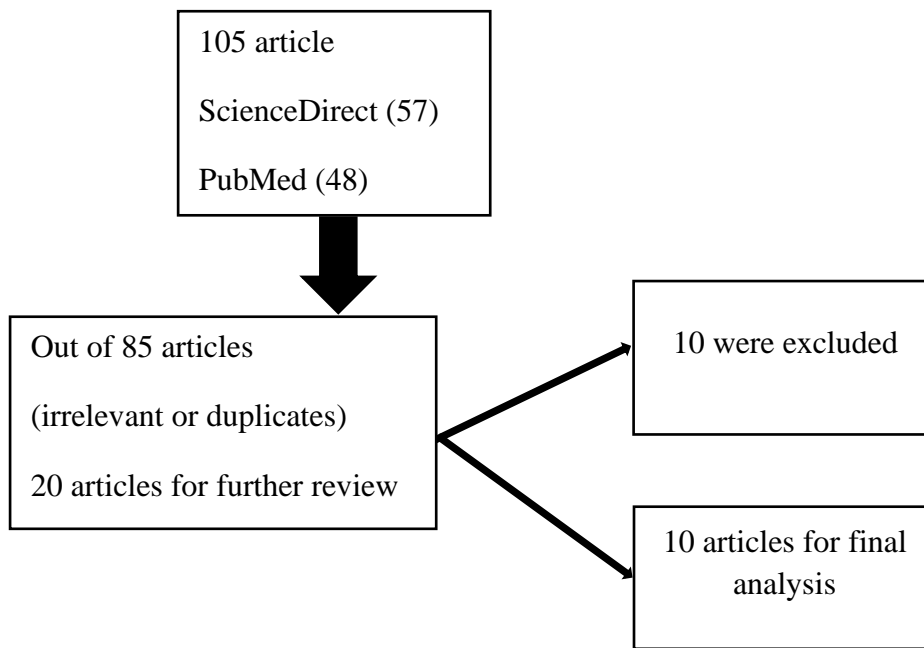 105 article
ScienceDirect (57)
PubMed (48)
Out of 85 articles
(irrelevant or duplicates)
20 articles for further review
10 were excluded
10 articles for final
analysis